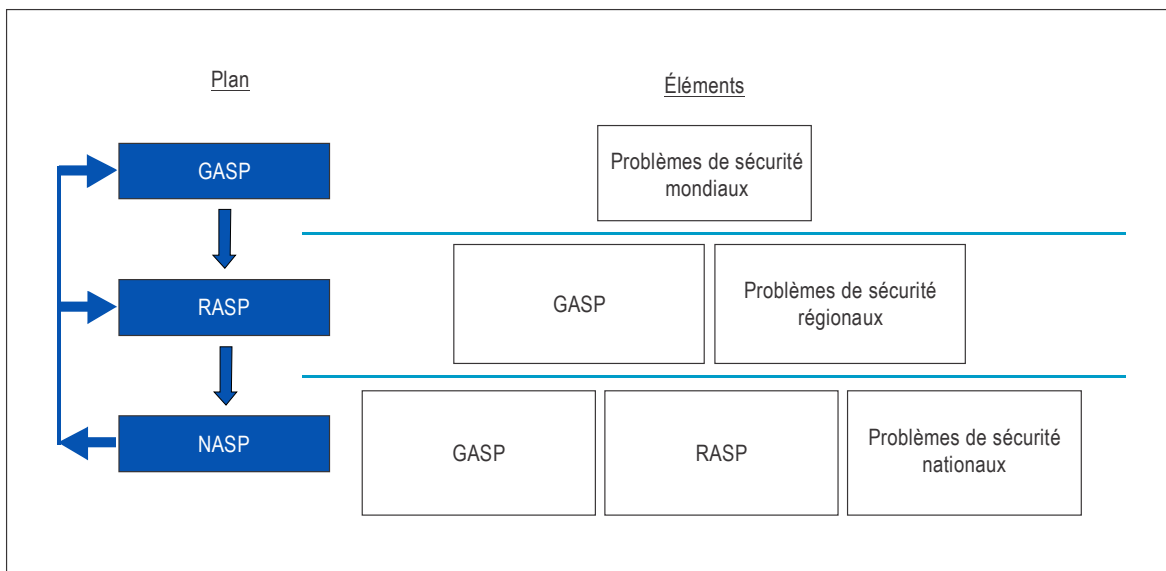 Plan
Éléments
GASP
Problèmes de sécurité
mondiaux
RASP
GASP
Problèmes de sécurité
régionaux
NASP
GASP
RASP
Problèmes de sécurité
nationaux